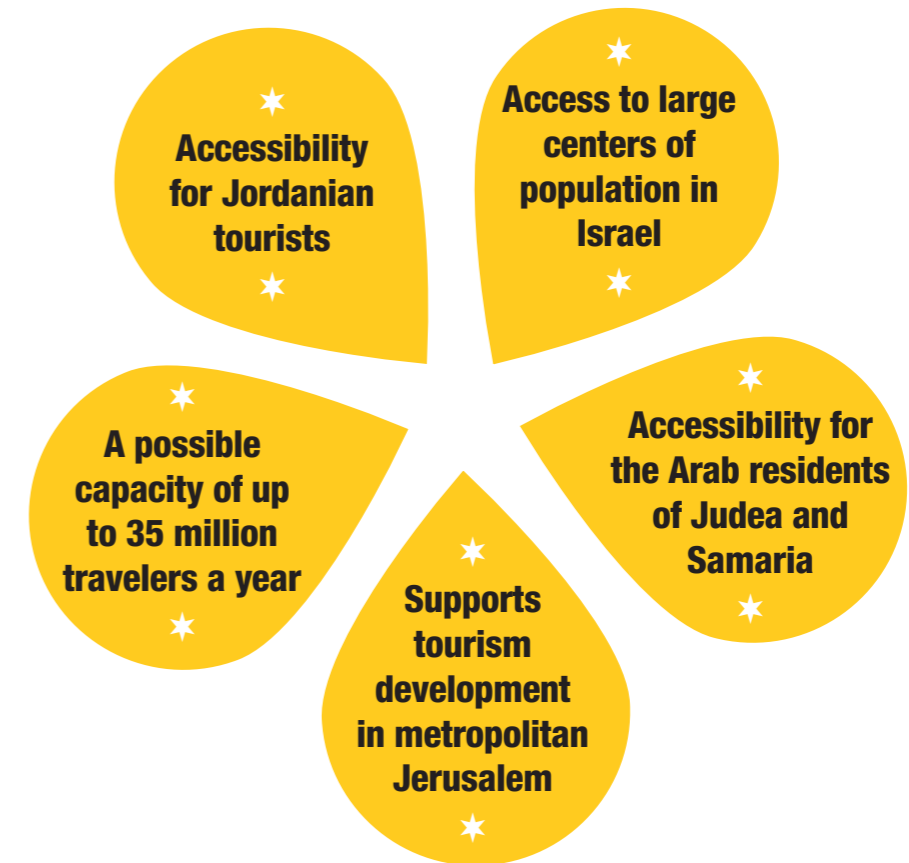 Accessibility
for Jordanian
tourists
Access to large
centers of
population in
Israel
A possible
capacity of up
to 35 million
travelers a year
Accessibility for
the Arab residents
of Judea and
Samaria
Supports
tourism
development
in metropolitan
Jerusalem